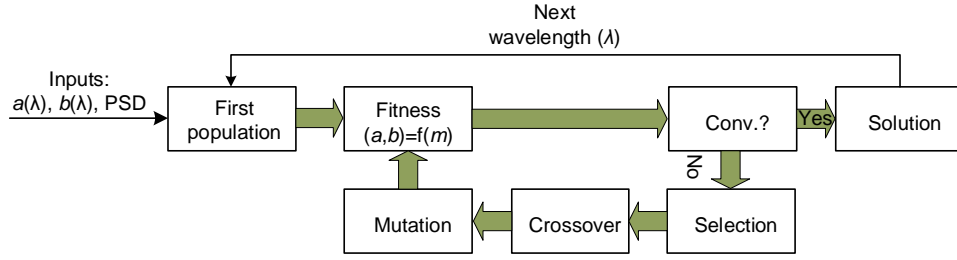 Next
wavelength (λ)
Inputs:
a(λ), b(λ), PSD
First
population
Fitness
(a,b)=f(m)
Conv.?
Yes
Solution
No
Mutation
Crossover
Selection